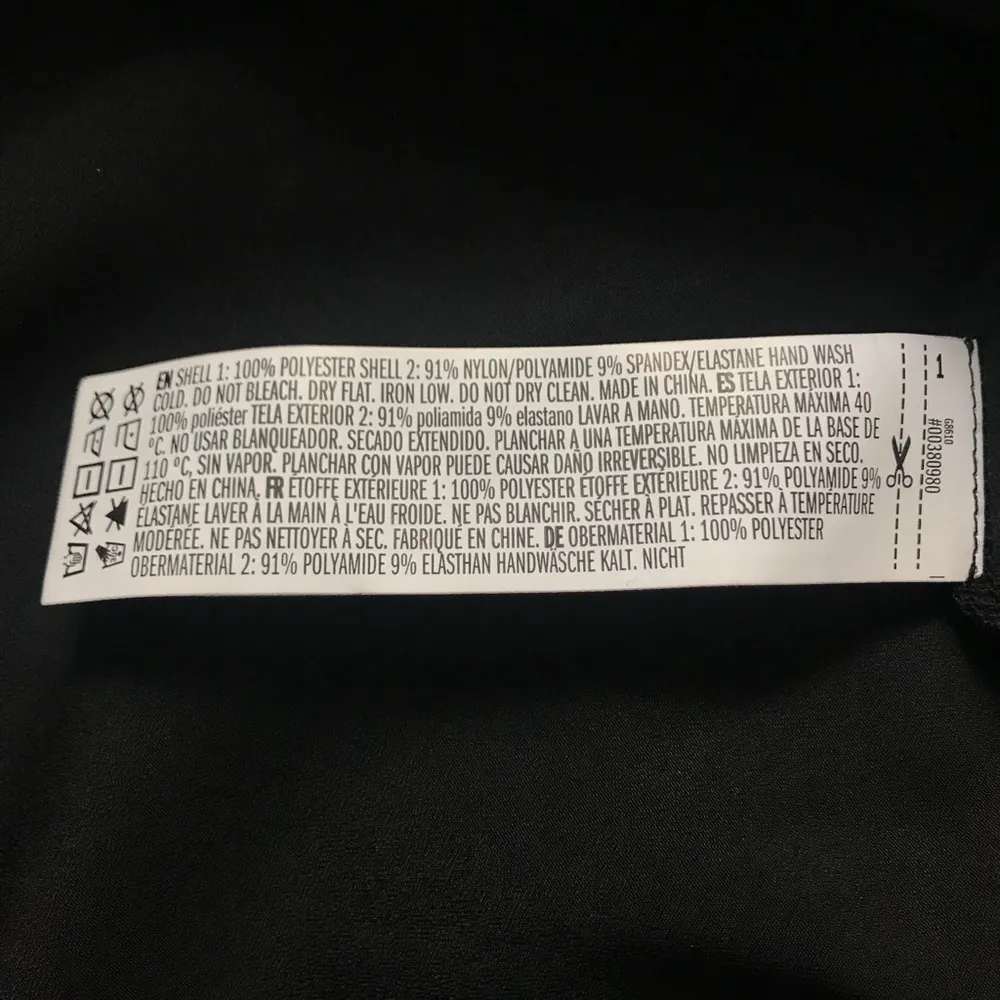 EN SHELL 1: 100% POLYESTER SHELL 2: 91% NYLON/POLYAMIDE 9% SPANDEX/ELASTANE HAND WASH
COLD. DO NOT BLEACH. DRY FLAT. IRON LOW. DO NOT DRY CLEAN. MADE IN CHINA. ES TELA EXTERIOR 1:
100% poliéster TELA EXTERIOR 2: 91% poliamida 9% elastano LAVAR A MANO. TEMPERATURA MÁXIMA 40
°C. NO USAR BLANQUEADOR. SECADO EXTENDIDO. PLANCHAR A UNA TEMPERATURA MÁXIMA DE LA BASE DE
110 °C, SIN VAPOR. PLANCHAR CON VAPOR PUEDE CAUSAR DAÑO IRREVERSIBLE. NO LIMPIEZA EN SECO.
HECHO EN CHINA. FR ÉTOFFE EXTÉRIEURE 1: 100% POLYESTER ÉTOFFE EXTÉRIEURE 2: 91% POLYAMIDE 9%
ÉLASTANE LAVER À LA MAIN À L'EAU FROIDE. NE PAS BLANCHIR. SÉCHER À PLAT. REPASSER À TEMPÉRATURE
MODÉRÉE. NE PAS NETTOYER À SEC. FABRIQUÉ EN CHINE. DE OBERMATERIAL 1: 100% POLYESTER
OBERMATERIAL 2: 91% POLYAMIDE 9% ELASTHAN HANDWÄSCHE KALT. NICHT
1
G9610
#00380980